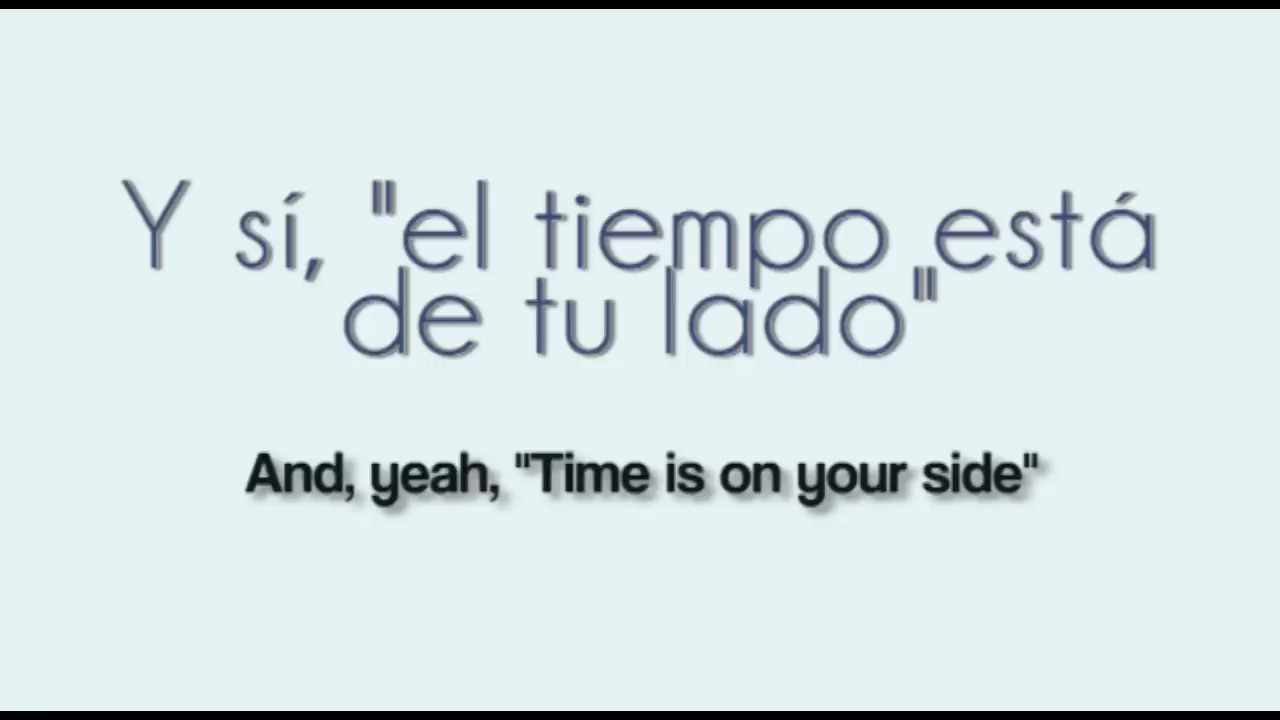 Y sí, "el tiempo está
de tu lado"
And, yeah, "Time is on your side"